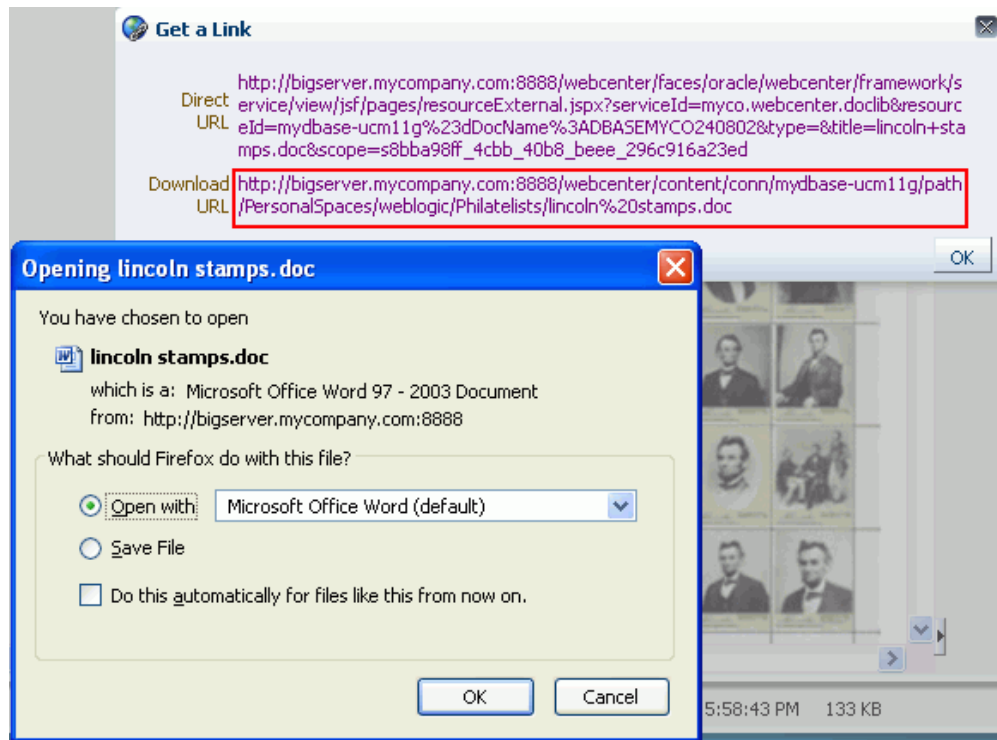 Get a Link
Direct URL
http://bigserver.mycompany.com:8888/webcenter/faces/oracle/webcenter/framework/s
ervice/view/jsf/pages/resourceExternal.jspx?serviceId=myco.webcenter.doclib&resourc
eId=mydbase-ucm11g%23dDocName%3ADBASEMYCO240802&type=&title=lincoln+sta
mps.doc&scope=s8bba98ff_4cbb_40b8_beee_296c916a23ed
Download URL
http://bigserver.mycompany.com:8888/webcenter/content/conn/mydbase-ucm11g/path
/PersonalSpaces/weblogic/Philatelists/lincoln%20stamps.doc
OK
Opening lincoln stamps.doc
You have chosen to open
lincoln stamps.doc
which is a: Microsoft Office Word 97 - 2003 Document
from: http://bigserver.mycompany.com:8888
What should Firefox do with this file?
Open with Microsoft Office Word (default)
Save File
Do this automatically for files like this from now on.
OK Cancel
5:58:43 PM 133 KB